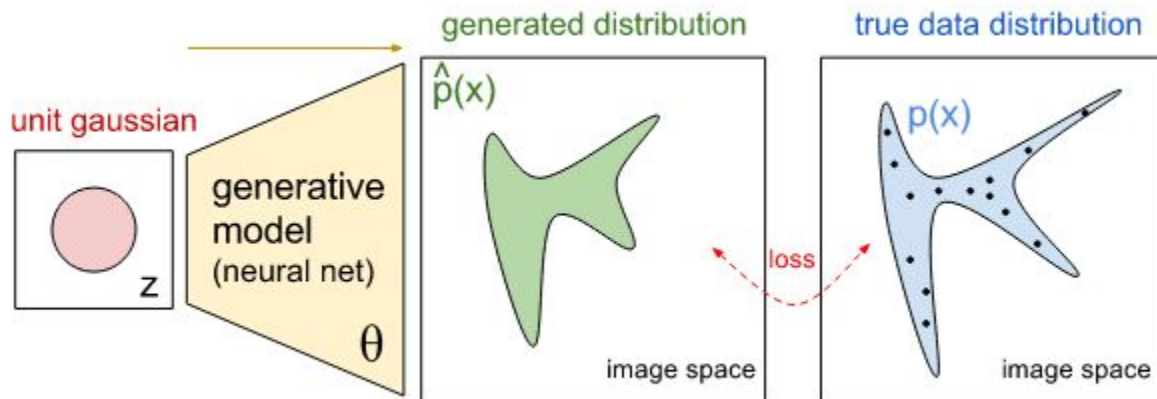 generated distribution
true data distribution
unit gaussian
p̂(x)
p(x)
generative
model
(neural net)
z
θ
loss
image space
image space